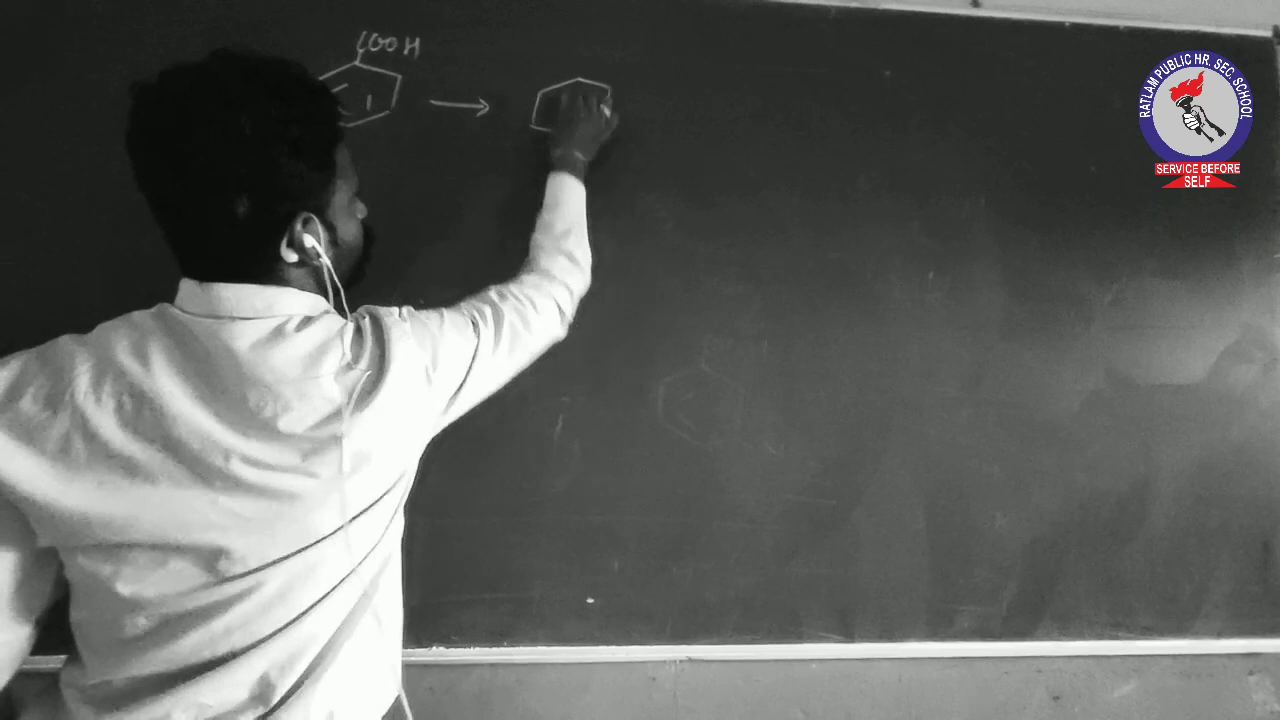 COOH
RATLAM PUBLIC HR. SEC. SCHOOL
SERVICE BEFORE
SELF